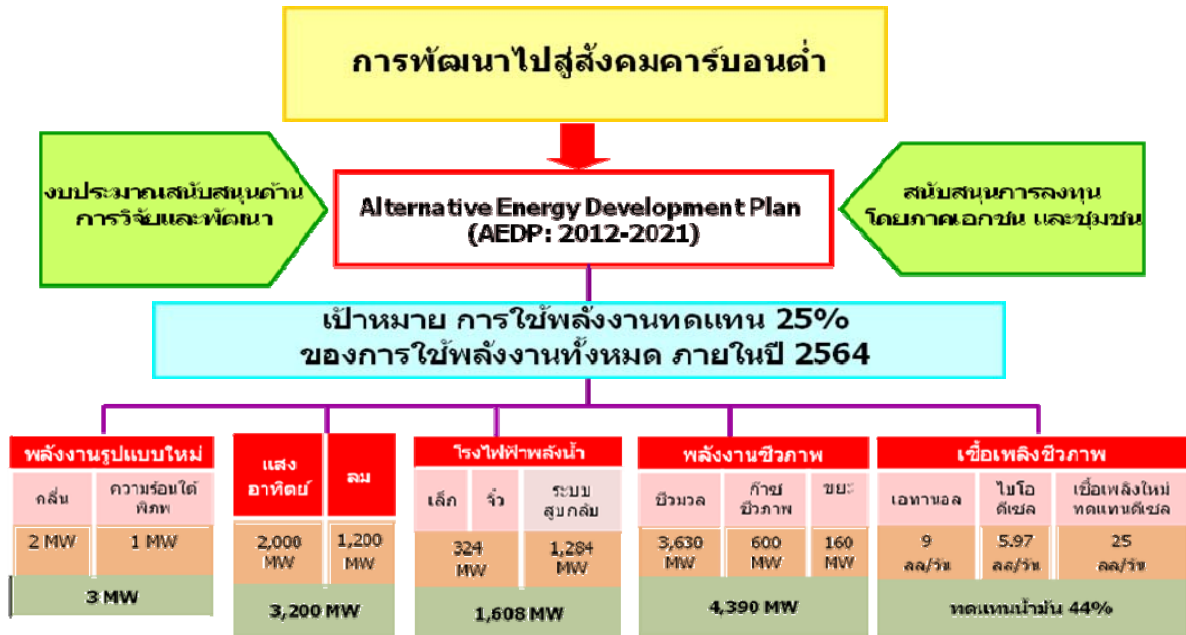 การพัฒนาไปสู่สังคมคาร์บอนต่ำ
งบประมาณสนับสนุนด้าน
การวิจัยและพัฒนา
Alternative Energy Development Plan
(AEDP: 2012-2021)
สนับสนุนการลงทุน
โดยภาคเอกชน และชุมชน
เป้าหมาย การใช้พลังงานทดแทน 25%
ของการใช้พลังงานทั้งหมด ภายในปี 2564
พลังงานรูปแบบใหม่
คลื่น
ความร้อนใต้
พิภพ
2 MW
1 MW
3 MW
แสง
อาทิตย์
ลม
2,000
MW
1,200
MW
3,200 MW
โรงไฟฟ้าพลังน้ำ
เล็ก
จิ๋ว
ระบบ
สูบกลับ
324
MW
1,284
MW
1,608 MW
พลังงานชีวภาพ
ชีวมวล
ก๊าซ
ชีวภาพ
ขยะ
3,630
MW
600
MW
160
MW
4,390 MW
เชื้อเพลิงชีวภาพ
เอทานอล
ไบโอ
ดีเซล
เชื้อเพลิงใหม่
ทดแทนดีเซล
9
ลล/วัน
5.97
ลล/วัน
25
ลล/วัน
ทดแทนน้ำมัน 44%